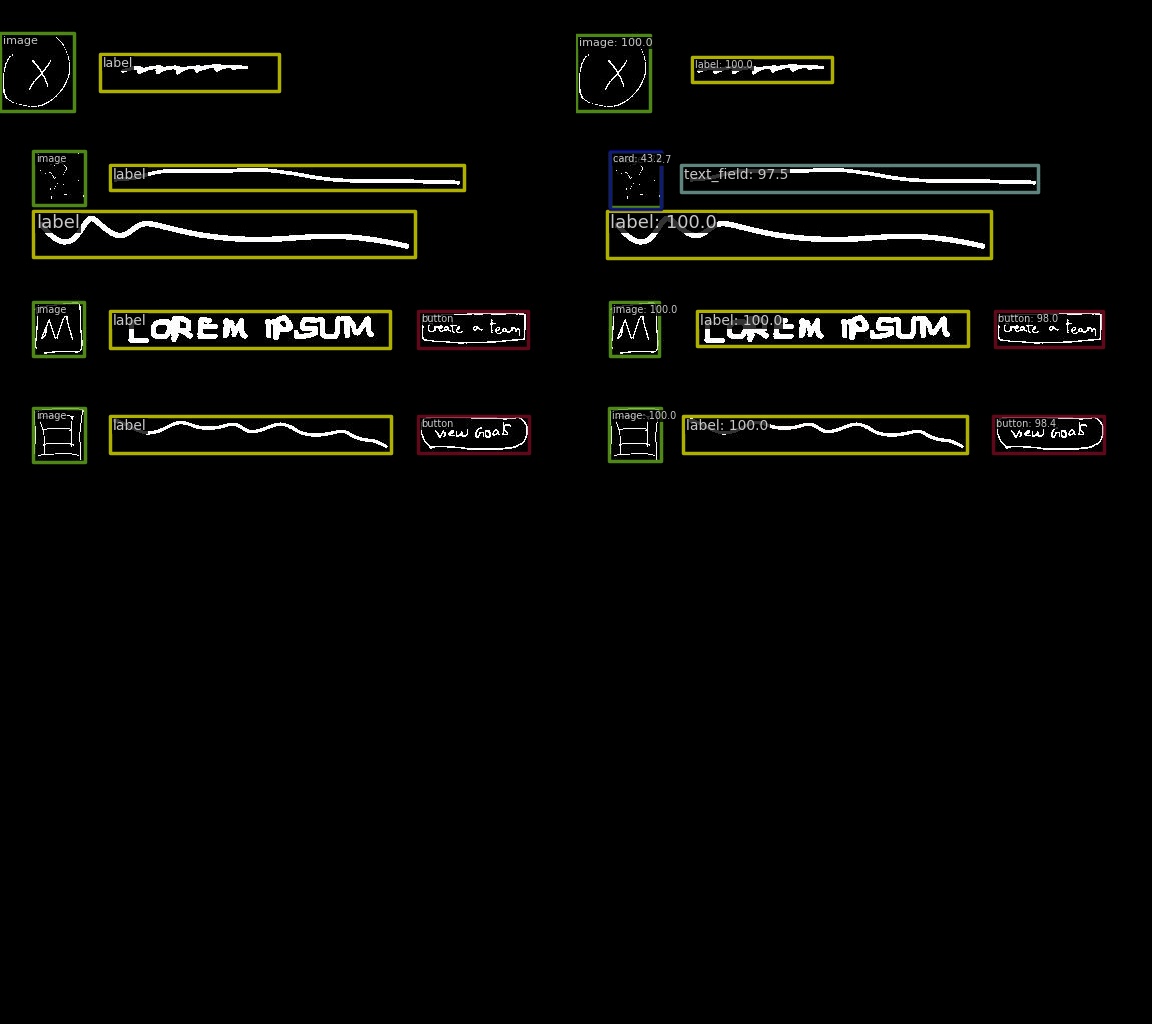 image image: 100.0
label label: 100.0
image card: 43.2
label text_field: 97.5
label label: 100.0
image image: 100.0
label LOREM IPSUM label: 100.0 LOREM IPSUM
button create a team button: 98.0 create a team
image image: 100.0
label label: 100.0
button view Goals button: 98.4 view Goals